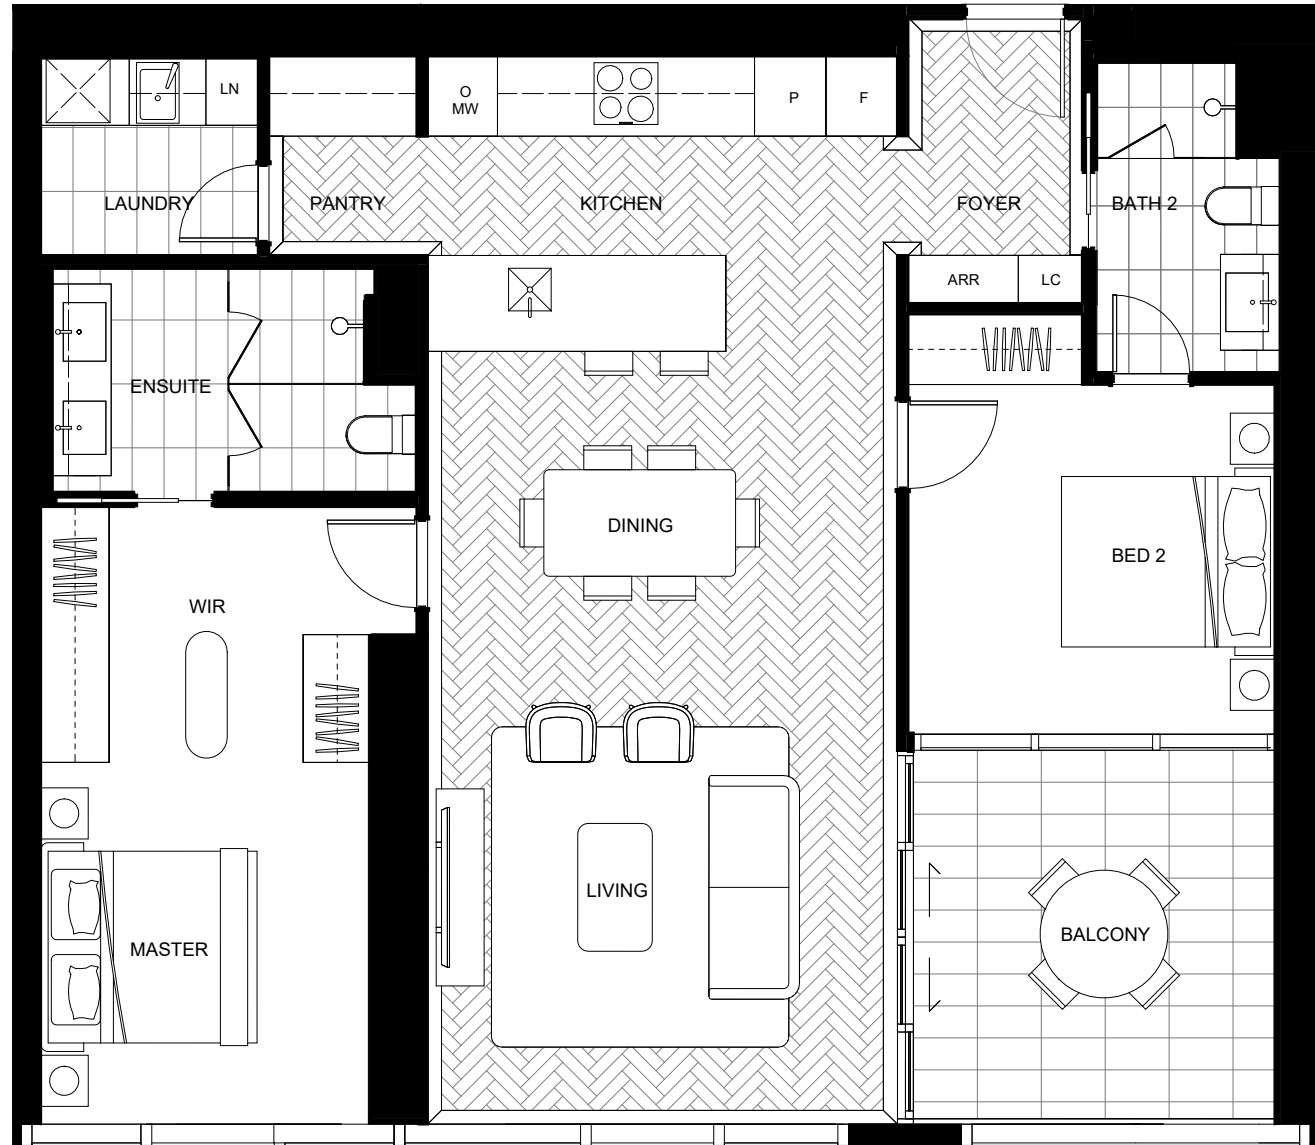 LN
O
MW
P
F
LAUNDRY
PANTRY
KITCHEN
FOYER
BATH 2
ARR
LC
ENSUITE
DINING
BED 2
WIR
LIVING
MASTER
BALCONY